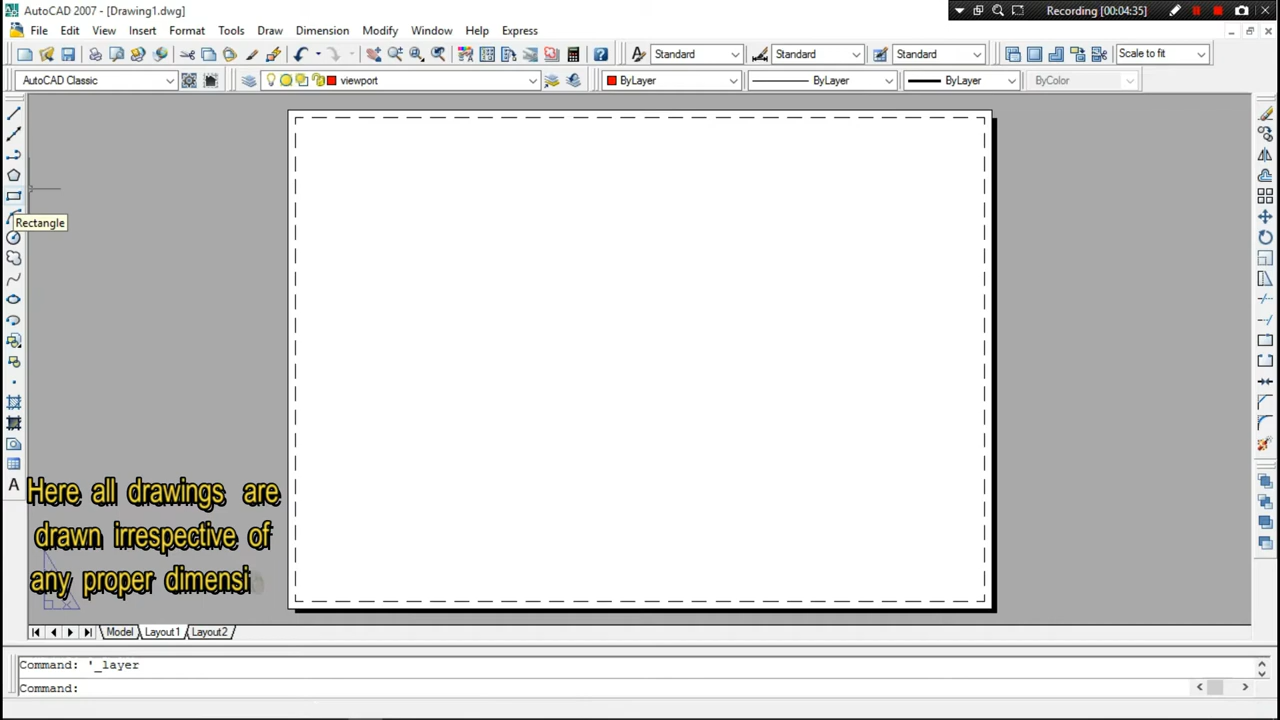 AutoCAD 2007 - [Drawing1.dwg]
Recording [00:04:35]
File Edit View Insert Format Tools Draw Dimension Modify Window Help Express
Standard Standard Standard Scale to fit
AutoCAD Classic viewport ByLayer ByLayer ByLayer ByColor
Rectangle
A
Here all drawings are
drawn irrespective of
any proper dimensi
Model Layout1 Layout2
Command: '_layer
Command: